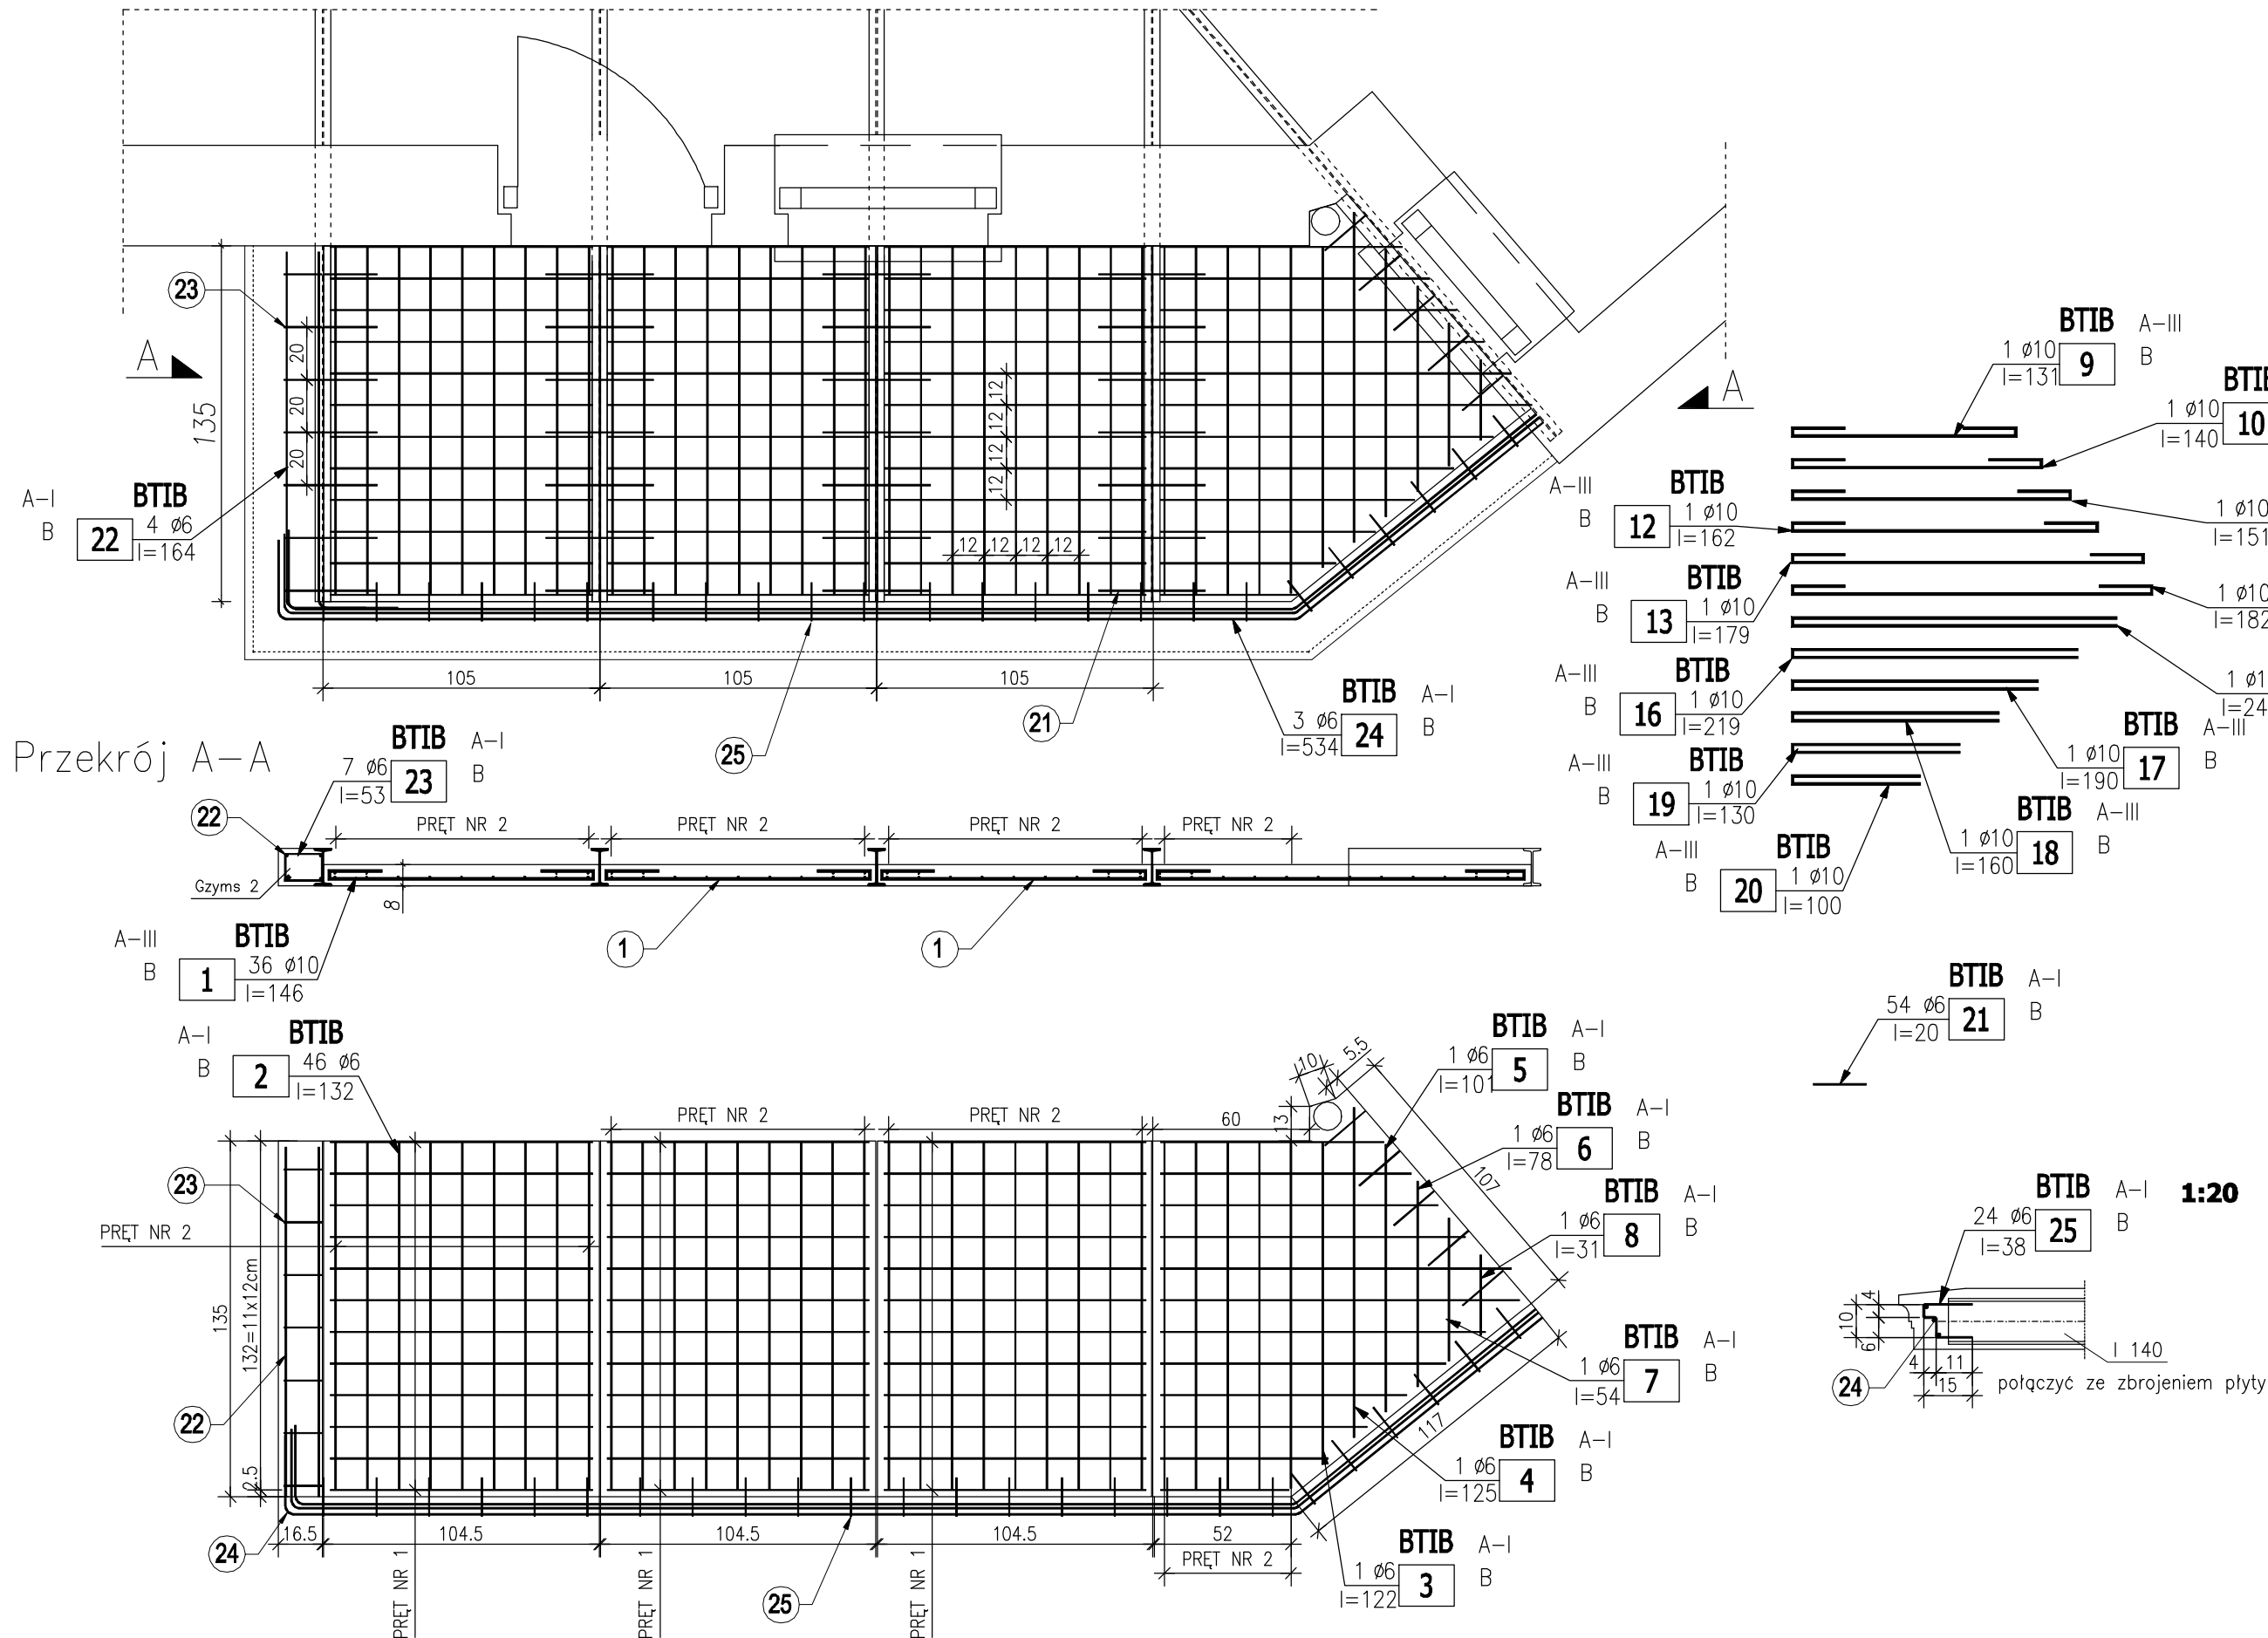 23
A
20
20
20
135
A-I
B
BTIB
22
4 ø6
l=164
12
12
12
12
12
12
12
12
105
105
105
25
21
BTIB
A-I
B
3 ø6
l=534
24
A
BTIB
A-III
B
1 ø10
l=131
9
1 ø10
l=140
10
A-III
B
BTIB
12
1 ø10
l=162
1 ø10
l=151
A-III
B
BTIB
13
1 ø10
l=179
1 ø10
l=182
A-III
B
BTIB
16
1 ø10
l=219
BTIB
A-III
B
1 ø10
l=190
17
A-III
B
BTIB
19
1 ø10
l=130
BTIB
A-III
B
1 ø10
l=160
18
A-III
B
BTIB
20
1 ø10
l=100
Przekrój A-A
BTIB
A-I
B
7 ø6
l=53
23
22
PRĘT NR 2
PRĘT NR 2
PRĘT NR 2
PRĘT NR 2
Gzyms 2
8
1
1
A-III
B
BTIB
1
36 ø10
l=146
BTIB
A-I
B
54 ø6
l=20
21
A-I
B
BTIB
2
46 ø6
l=132
PRĘT NR 2
PRĘT NR 2
60
13
10
5.5
107
BTIB
A-I
B
1 ø6
l=101
5
BTIB
A-I
B
1 ø6
l=78
6
BTIB
A-I
B
1 ø6
l=31
8
BTIB
A-I
B
1 ø6
l=54
7
BTIB
A-I
B
1 ø6
l=125
4
BTIB
A-I
B
1 ø6
l=122
3
23
PRĘT NR 2
135
132=11x12cm
2.5
22
24
16.5
104.5
104.5
104.5
52
117
PRĘT NR 2
PRĘT NR 1
PRĘT NR 1
PRĘT NR 1
25
BTIB
A-I
B
1:20
24 ø6
l=38
25
4
10
6
4
11
15
I 140
24
połączyć ze zbrojeniem płyty